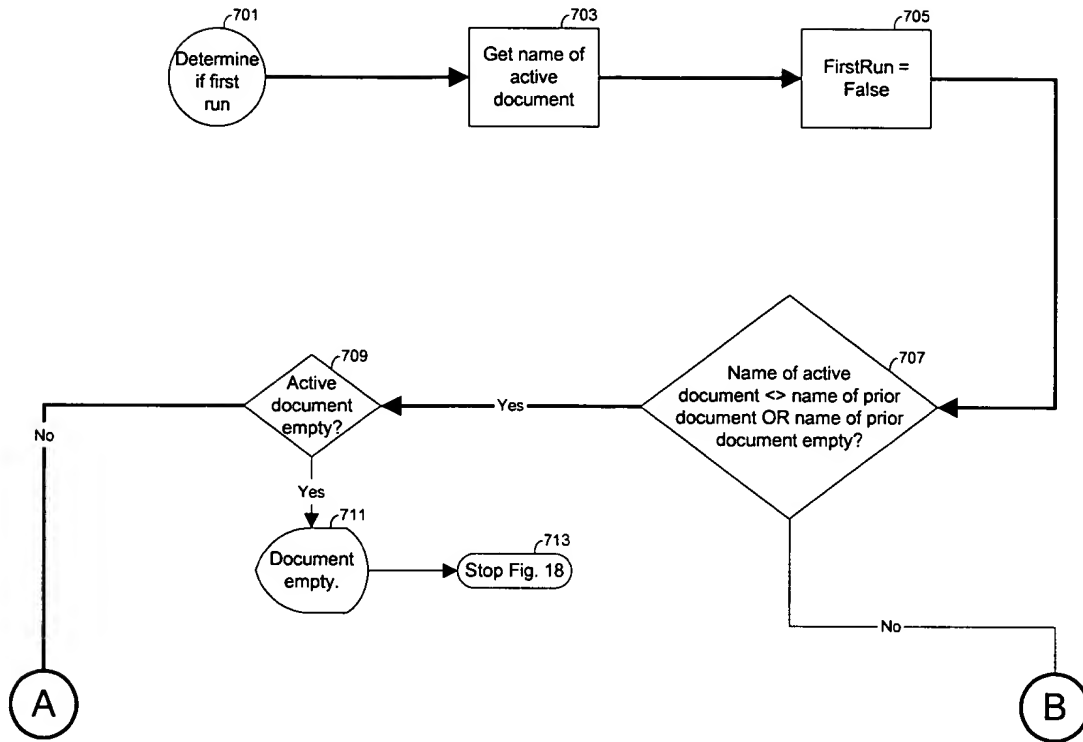 701
Determine
if first
run
703
Get name of
active
document
705
FirstRun =
False
707
Name of active
document <> name of prior
document OR name of prior
document empty?
Yes
709
Active
document
empty?
No
Yes
711
Document
empty.
713
Stop Fig. 18
No
A
B